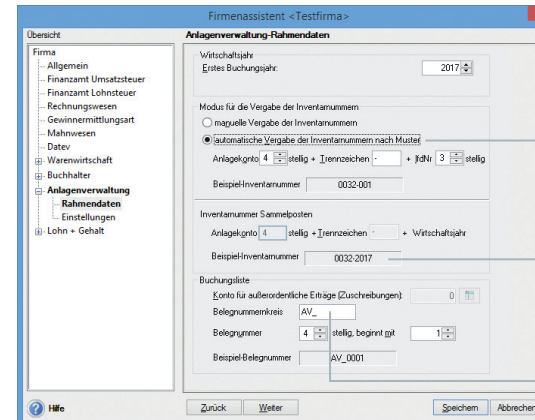 Firmenassistent <Testfirma>
Übersicht
Anlagenverwaltung-Rahmendaten
Firma
Allgemein
Finanzamt Umsatzsteuer
Finanzamt Lohnsteuer
Rechnungswesen
Gewinnermittlungsart
Mahnwesen
Datev
Warenwirtschaft
Buchhalter
Anlagenverwaltung
Rahmendaten
Einstellungen
Lohn + Gehalt
Wirtschaftsjahr
Erstes Buchungsjahr: 2017
Modus für die Vergabe der Inventarnummern
manuelle Vergabe der Inventarnummern
automatische Vergabe der Inventarnummern nach Muster
Anlagekonto 4 stellig + Trennzeichen - + lfdNr 3 stellig
Beispiel-Inventarnummer 0032-001
Inventarnummer Sammelposten
Anlagekonto 4 stellig + Trennzeichen - + Wirtschaftsjahr
Beispiel-Inventarnummer 0032-2017
Buchungsliste
Konto für außerordentliche Erträge (Zuschreibungen): 0
Belegnummernkreis AV_
Belegnummer 4 stellig, beginnt mit 1
Beispiel-Belegnummer AV_0001
Hilfe
Zurück
Weiter
Speichern
Abbrechen